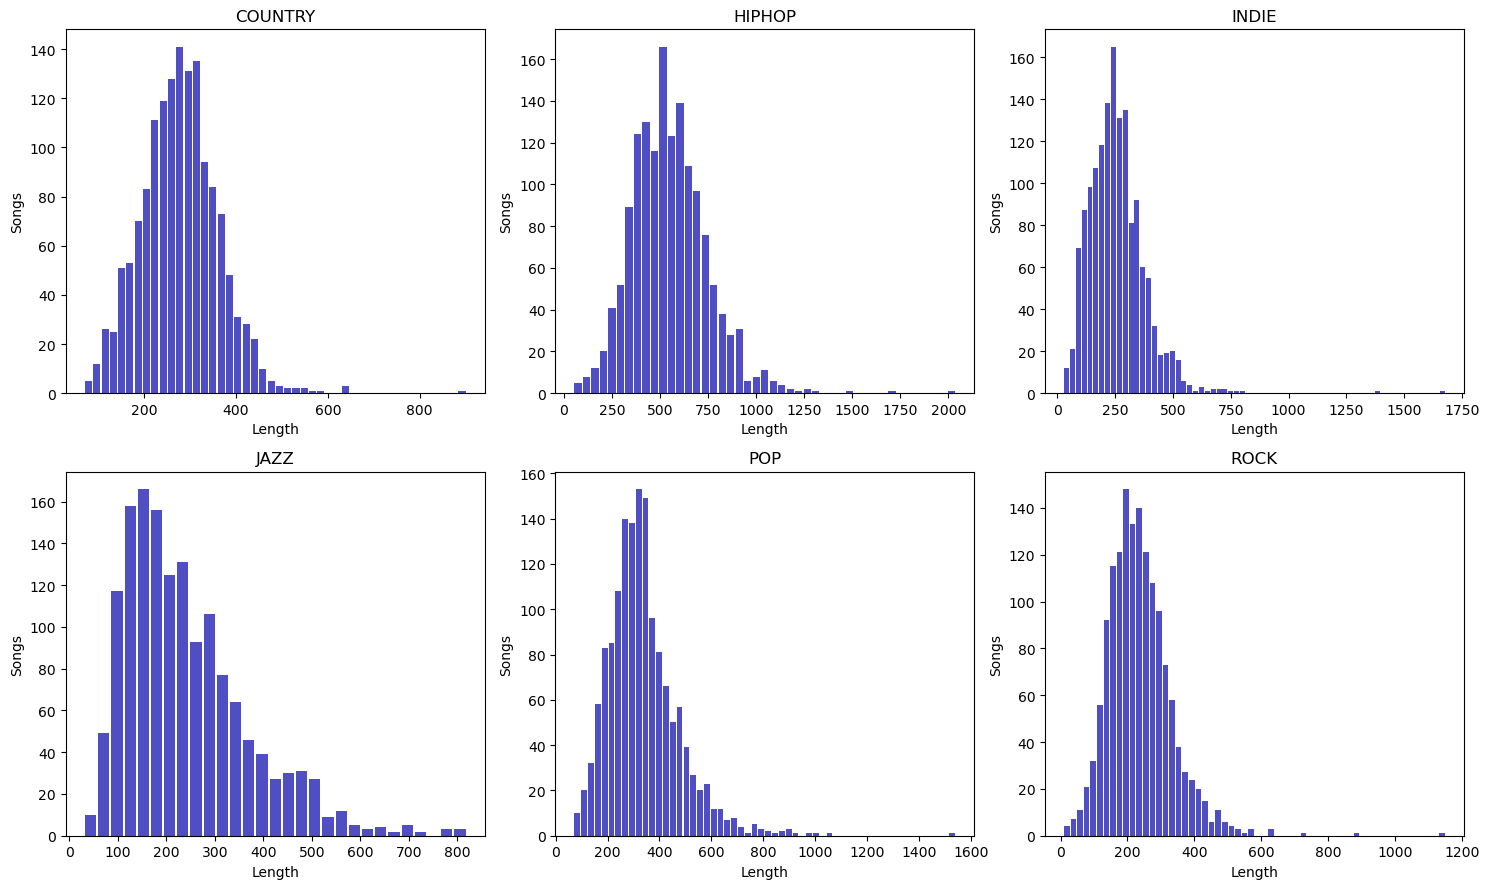 COUNTRY
140
120
100
80
60
40
20
0
Songs
200 400 600 800
Length
HIPHOP
160
140
120
100
80
60
40
20
0
Songs
0 250 500 750 1000 1250 1500 1750 2000
Length
INDIE
160
140
120
100
80
60
40
20
0
Songs
0 250 500 750 1000 1250 1500 1750
Length
JAZZ
160
140
120
100
80
60
40
20
0
Songs
0 100 200 300 400 500 600 700 800
Length
POP
160
140
120
100
80
60
40
20
0
Songs
0 200 400 600 800 1000 1200 1400 1600
Length
ROCK
140
120
100
80
60
40
20
0
Songs
0 200 400 600 800 1000 1200
Length